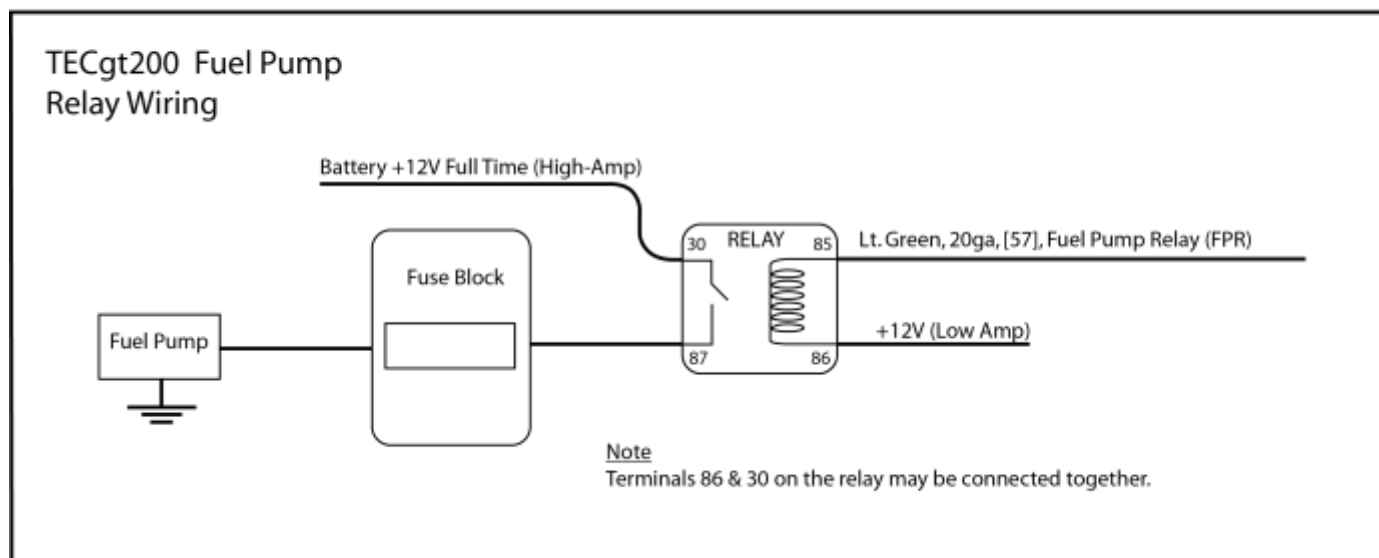 TECgt200 Fuel Pump
Relay Wiring
Battery +12V Full Time (High-Amp)
30
RELAY
85
Lt. Green, 20ga, [57], Fuel Pump Relay (FPR)
Fuse Block
Fuel Pump
+12V (Low Amp)
87
86
Note
Terminals 86 & 30 on the relay may be connected together.